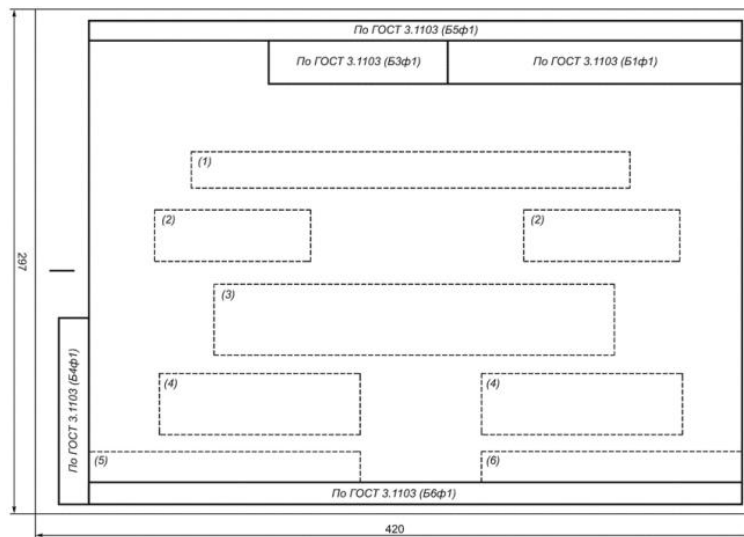 По ГОСТ 3.1103 (Б5ф1)
По ГОСТ 3.1103 (Б3ф1)
По ГОСТ 3.1103 (Б1ф1)
(1)
(2)
(2)
297
(3)
По ГОСТ 3.1103 (Б4ф1)
(4)
(4)
(5)
(6)
По ГОСТ 3.1103 (Б6ф1)
420